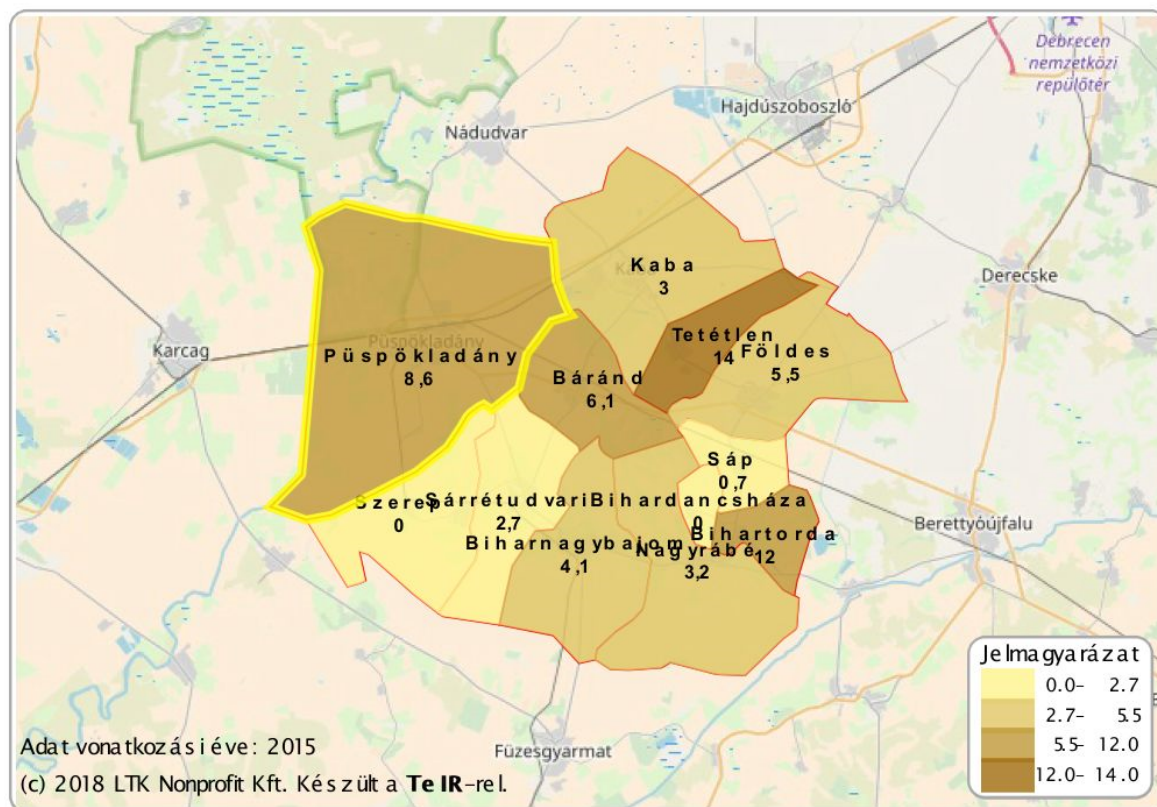 Debrecen
nemzetközi
repülőtér
Hajdúszoboszló
Nádudvar
Kaba
3
Derecske
Tetétlen
14
Földes
5,5
Karcag
Püspökladány
Püspökladány
8,6
Báránd
6,1
Sáp
0,7
Szerep
0
Sárrétudvari
2,7
Bihardancsháza
0
Berettyóújfalu
Bihartorda
12
Biharnagybajom
4,1
Nagyrábé
3,2
Füzesgyarmat
Jelmagyarázat
0.0– 2.7
2.7– 5.5
5.5– 12.0
12.0– 14.0
Adat vonatkozási éve: 2015
(c) 2018 LTK Nonprofit Kft. Készült a TeIR-rel.